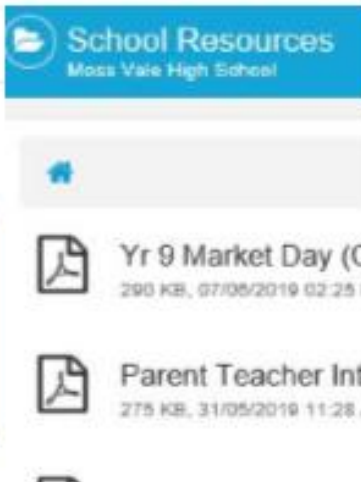 School Resources
Moss Vale High School
Yr 9 Market Day (
290 KB, 07/06/2019 02:25
Parent Teacher Int
275 KB, 31/05/2019 11:28